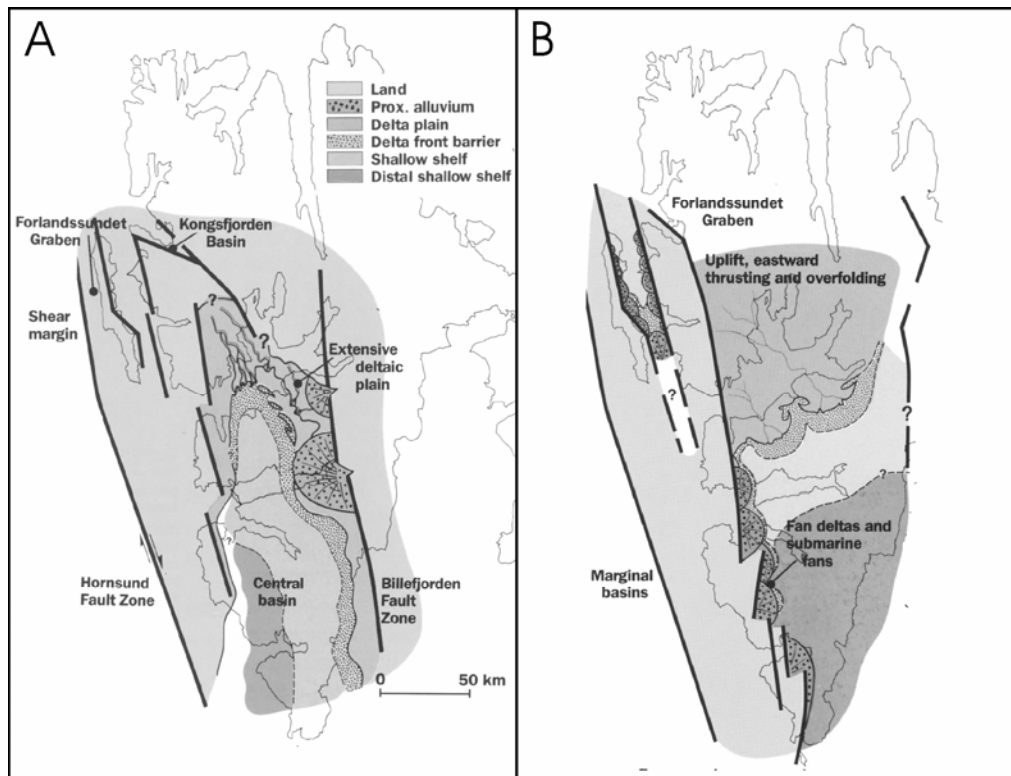 A
Land
Prox. alluvium
Delta plain
Delta front barrier
Shallow shelf
Distal shallow shelf
Forlandssundet
Graben
Kongsfjorden
Basin
Shear
margin
?
?
Extensive
deltaic
plain
?
Hornsund
Fault Zone
Central
basin
Billefjorden
Fault
Zone
0
50 km
B
Forlandssundet
Graben
Uplift, eastward
thrusting and overfolding
?
?
?
Fan deltas and
submarine
fans
Marginal
basins